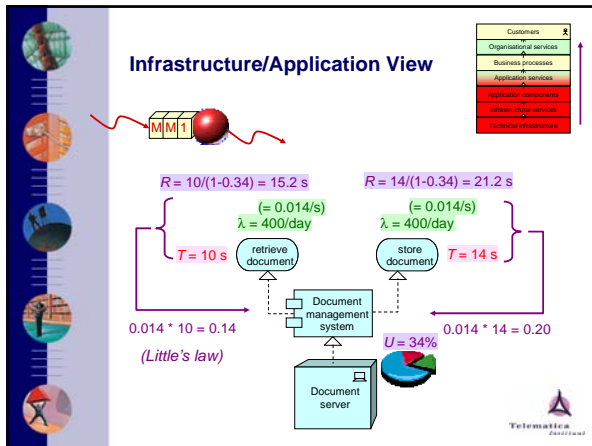 Infrastructure/Application View
Customers
Organisational services
Business processes
Application services
Application components
Infrastructural services
Technical infrastructure
M M 1
R = 10/(1-0.34) = 15.2 s
R = 14/(1-0.34) = 21.2 s
(= 0.014/s)
λ = 400/day
(= 0.014/s)
λ = 400/day
T = 10 s
retrieve
document
store
document
T = 14 s
Document
management
system
0.014 * 10 = 0.14
0.014 * 14 = 0.20
(Little's law)
U = 34%
Document
server
Telematica
Instituut